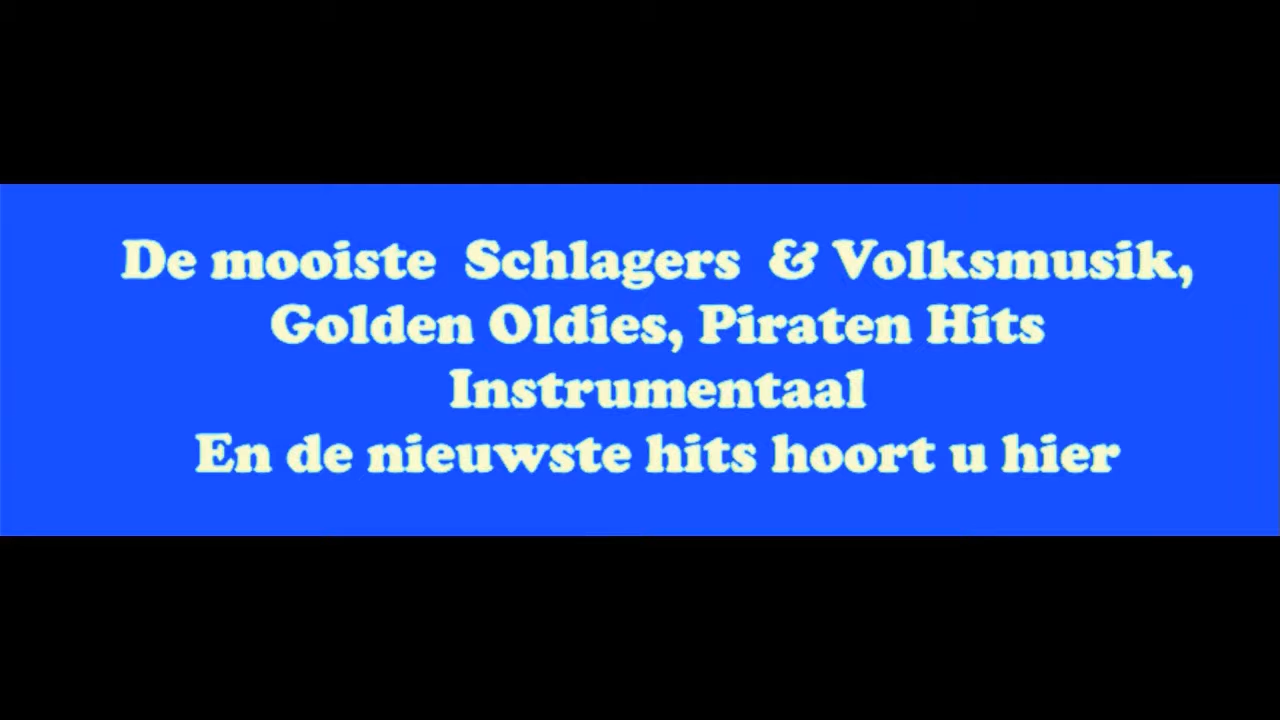 De mooiste Schlagers & Volksmusik,
Golden Oldies, Piraten Hits
Instrumentaal
En de nieuwste hits hoort u hier